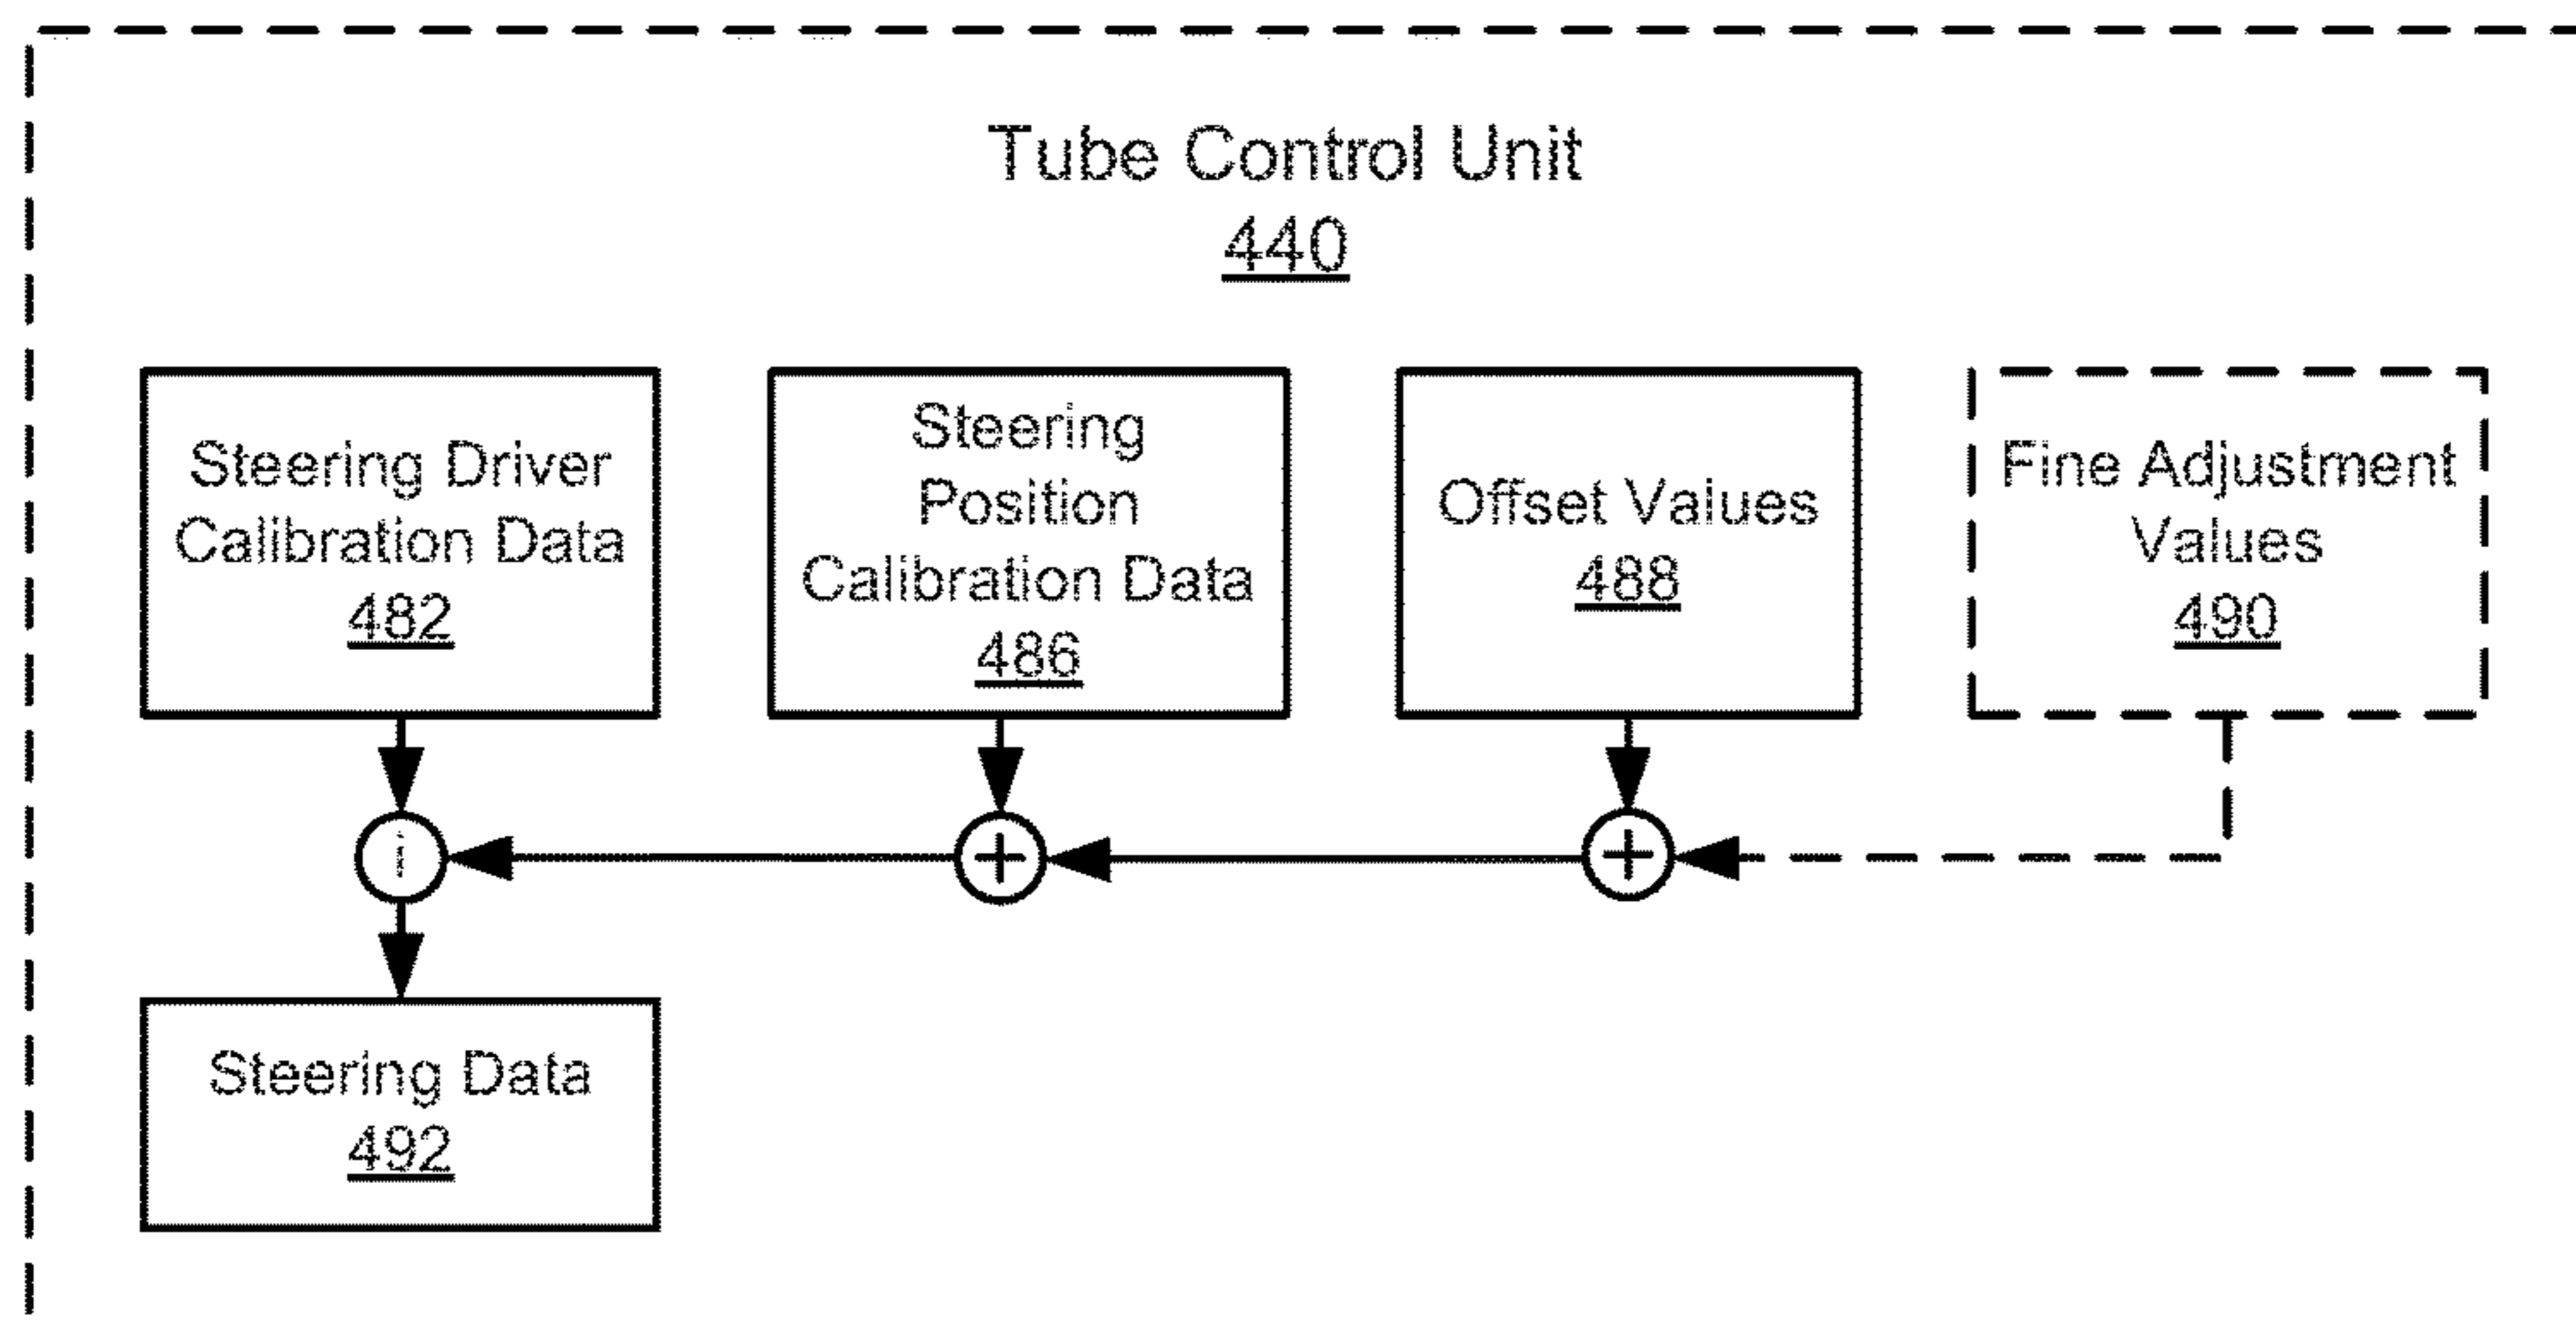 Tube Control Unit
440
Steering Driver
Calibration Data
482
Steering
Position
Calibration Data
486
Offset Values
488
Fine Adjustment
Values
490
+
+
Steering Data
492